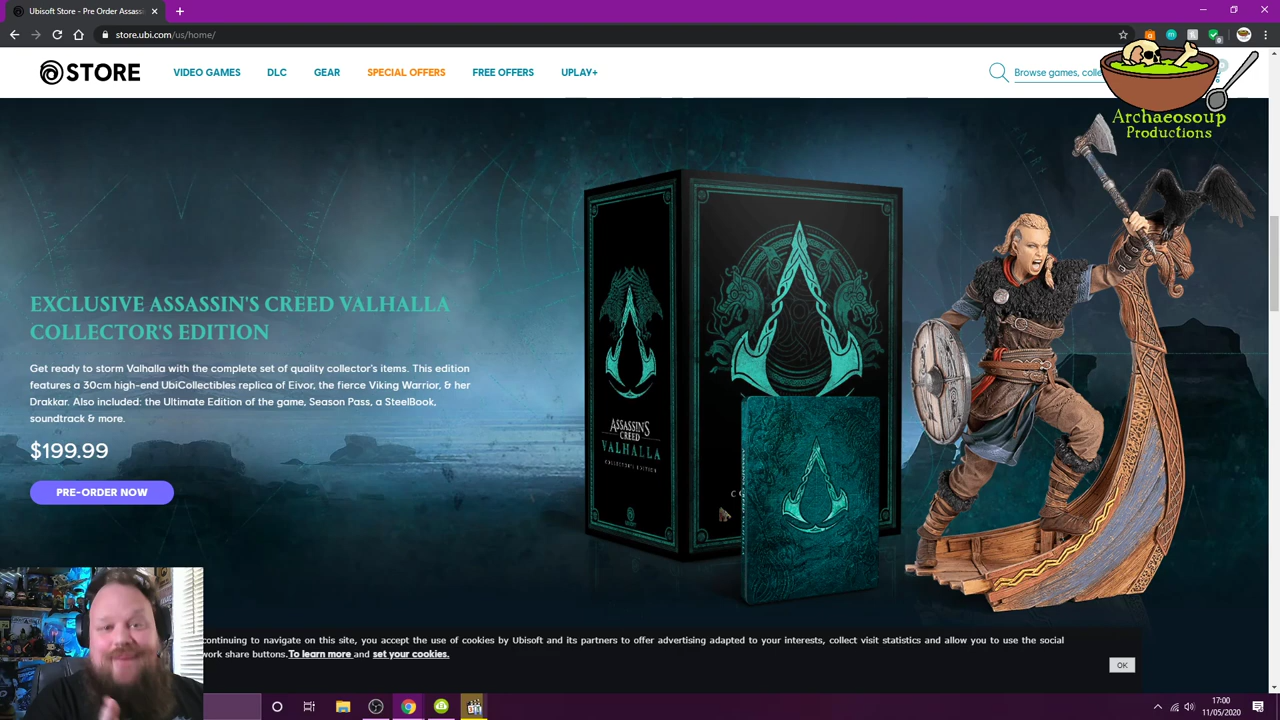 Ubisoft Store - Pre Order Assas
store.ubi.com/us/home/
STORE
VIDEO GAMES
DLC
GEAR
SPECIAL OFFERS
FREE OFFERS
UPLAY+
Browse games, colle
Archaeosoup
Productions
EXCLUSIVE ASSASSIN'S CREED VALHALLA
COLLECTOR'S EDITION
Get ready to storm Valhalla with the complete set of quality collector's items. This edition
features a 30cm high-end UbiCollectibles replica of Eivor, the fierce Viking Warrior, & her
Drakkar. Also included: the Ultimate Edition of the game, Season Pass, a SteelBook,
soundtrack & more.
$199.99
PRE-ORDER NOW
ASSASSIN'S
CREED
VALHALLA
COLLECTOR'S EDITION
continuing to navigate on this site, you accept the use of cookies by Ubisoft and its partners to offer advertising adapted to your interests, collect visit statistics and allow you to use the social
work share buttons.To learn more and set your cookies.
OK
17:00
11/05/2020